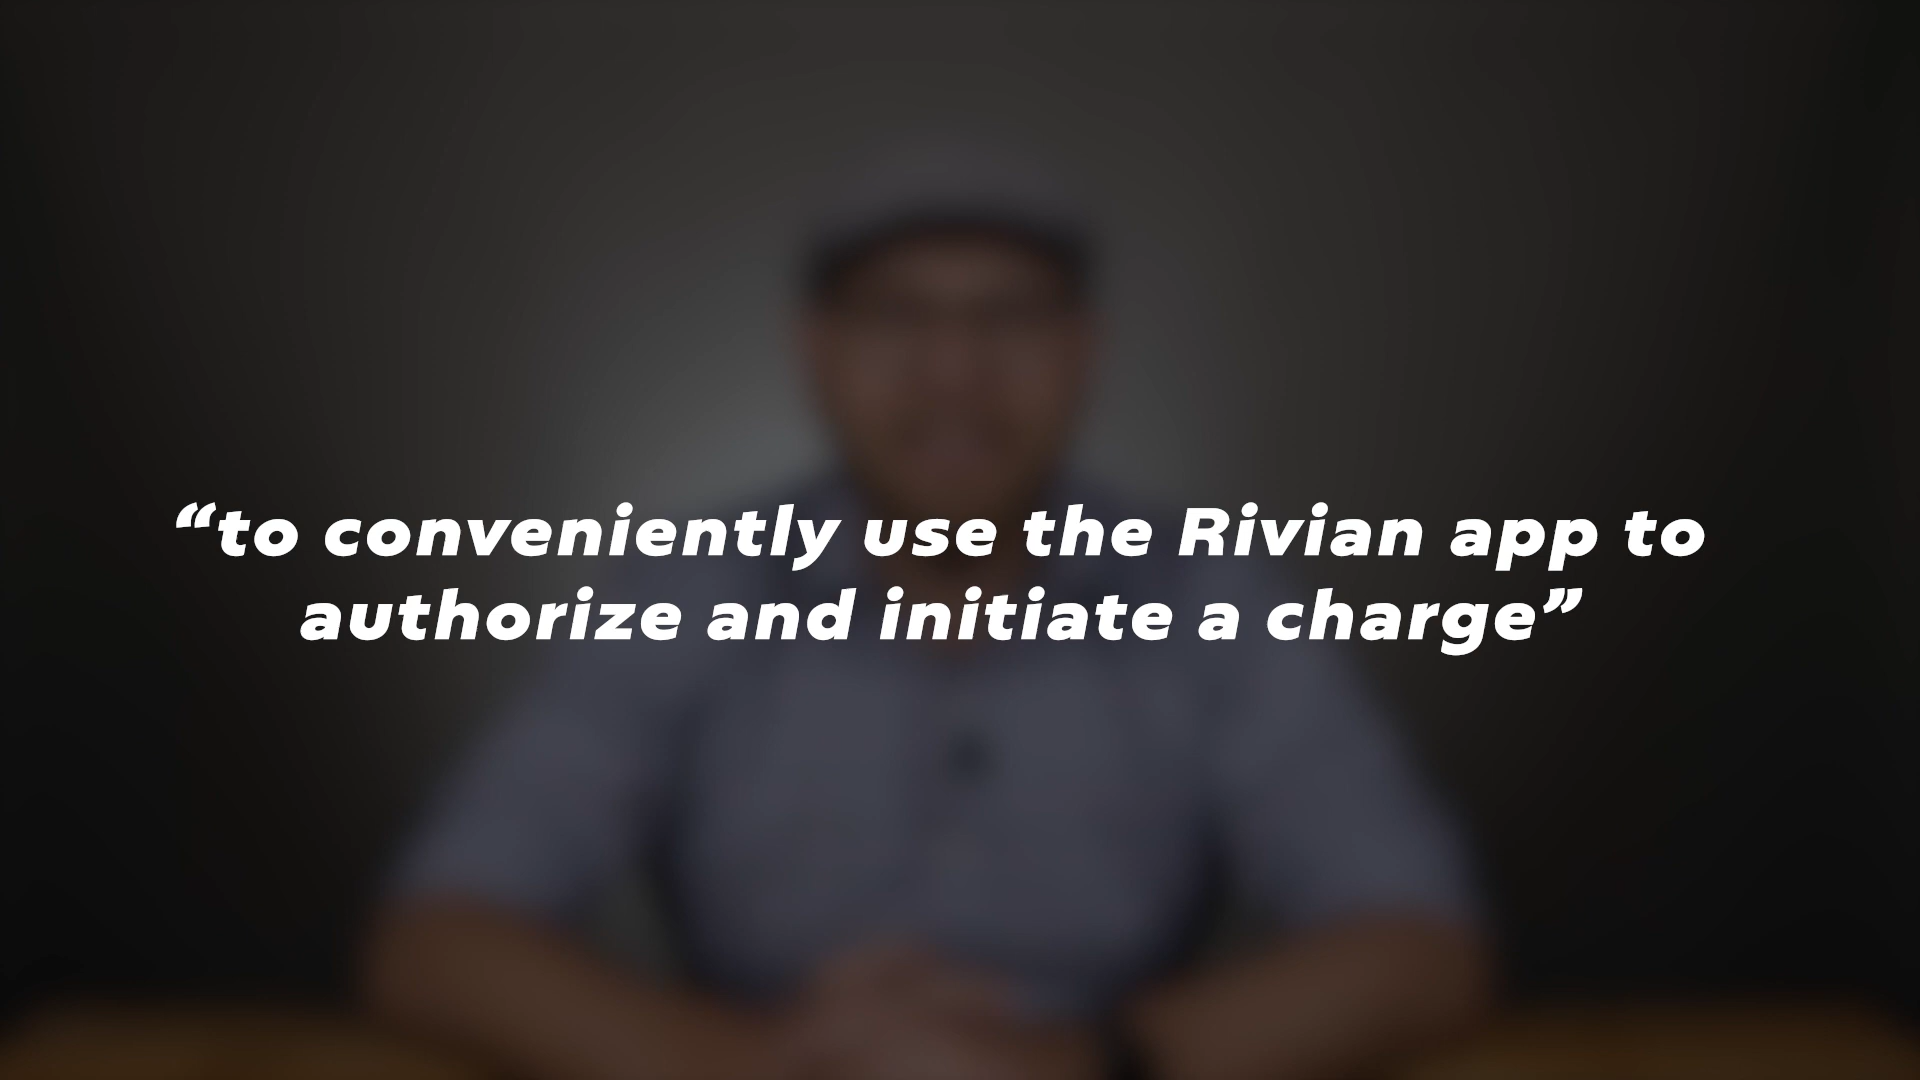 “to conveniently use the Rivian app to
authorize and initiate a charge”